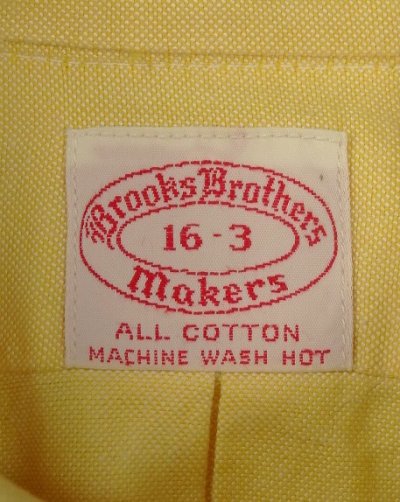 Brooks Brothers
16-3
Makers
ALL COTTON
MACHINE WASH HOT